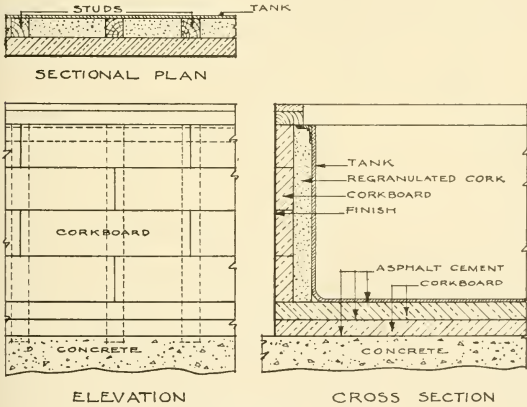 STUDS
TANK
SECTIONAL PLAN
CORKBOARD
CONCRETE
ELEVATION
TANK
REGRANULATED CORK
CORKBOARD
FINISH
ASPHALT CEMENT
CORKBOARD
CONCRETE
CROSS SECTION